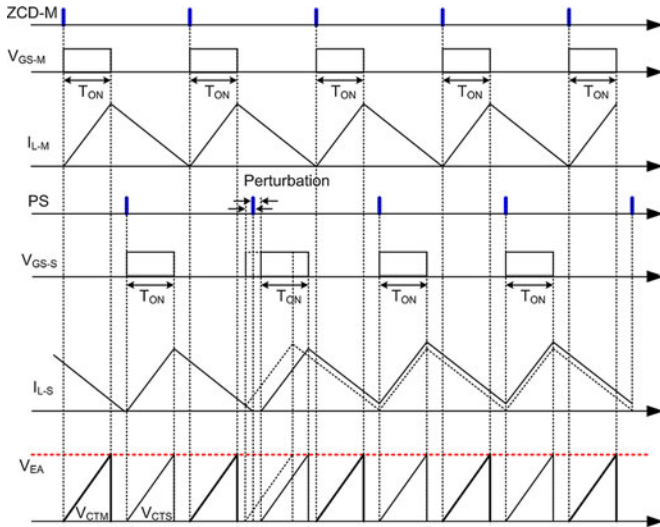 ZCD-M
VGS-M
TON TON TON TON TON
IL-M
Perturbation
PS
VGS-S
TON TON TON TON
IL-S
VEA
VCTM VCTS